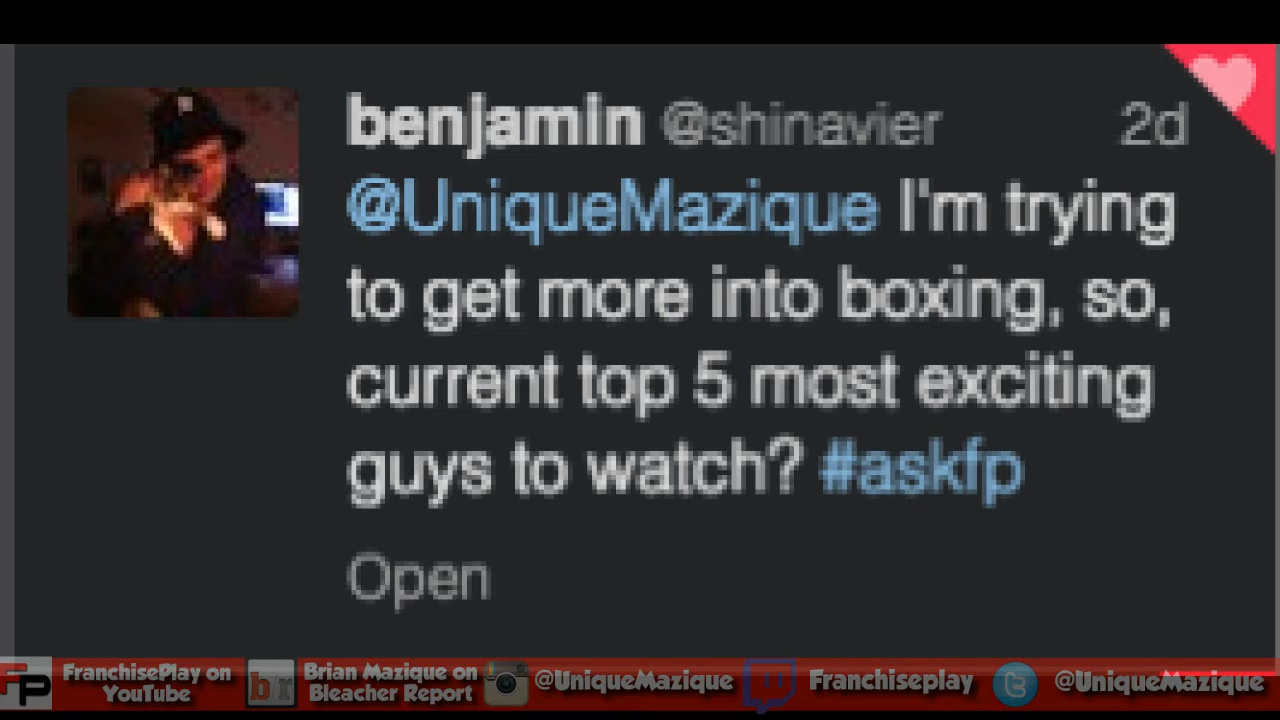 benjamin @shinavier 2d
@UniqueMazique I'm trying
to get more into boxing, so,
current top 5 most exciting
guys to watch? #askfp
Open
FP FranchisePlay on YouTube b/r Brian Mazique on Bleacher Report @UniqueMazique Franchiseplay @UniqueMazique